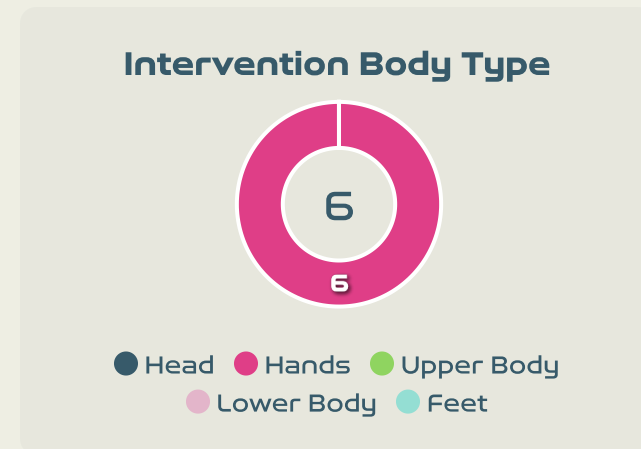 Intervention Body Type
6
6
Head Hands Upper Body
Lower Body Feet